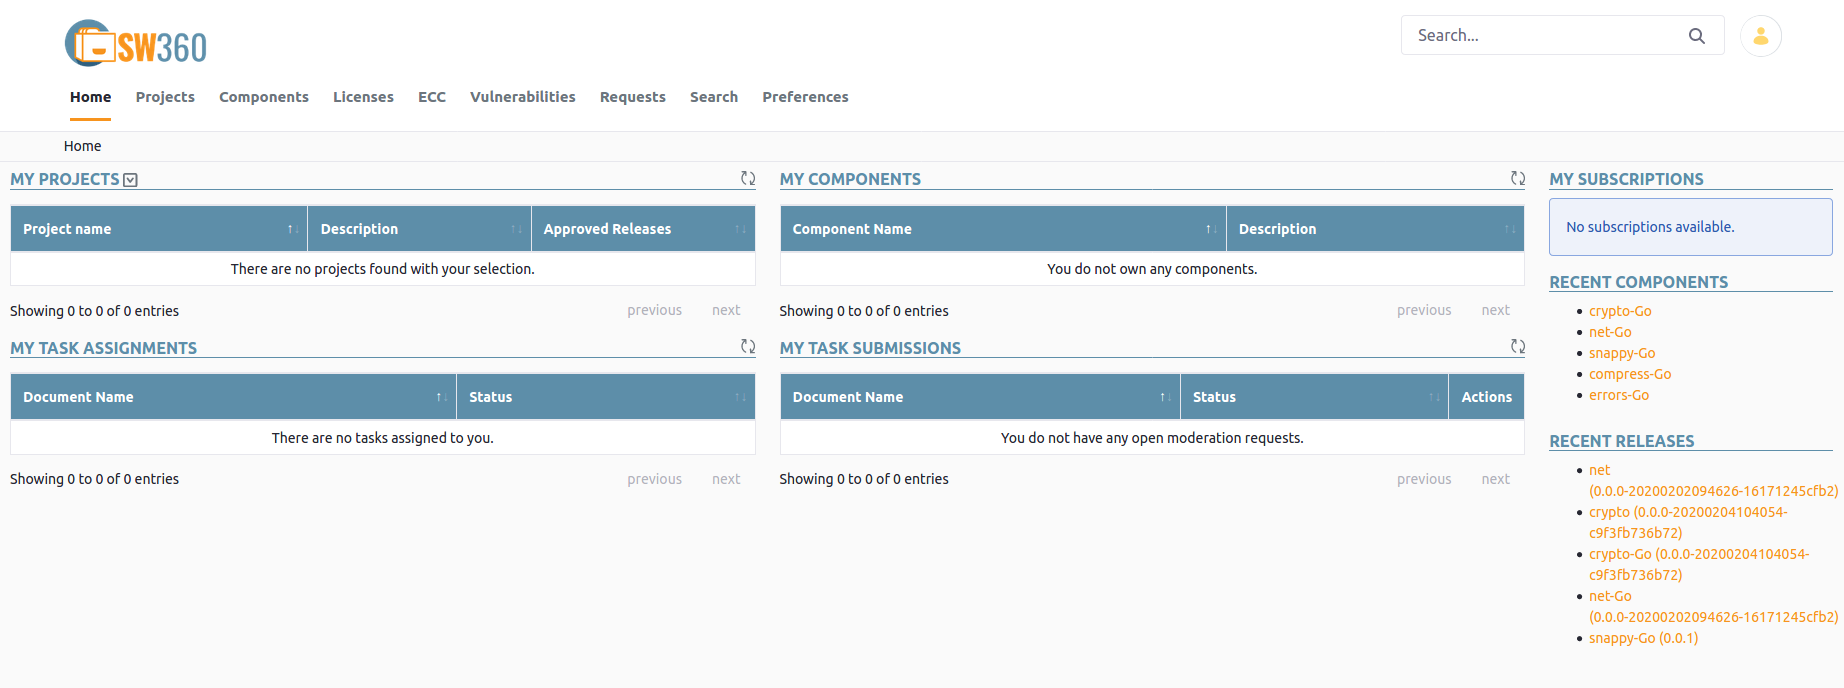 SW360
Search...
Home Projects Components Licenses ECC Vulnerabilities Requests Search Preferences
Home
MY PROJECTS
Project name Description Approved Releases
There are no projects found with your selection.
Showing 0 to 0 of 0 entries previous next
MY COMPONENTS
Component Name Description
You do not own any components.
Showing 0 to 0 of 0 entries previous next
MY TASK ASSIGNMENTS
Document Name Status
There are no tasks assigned to you.
Showing 0 to 0 of 0 entries previous next
MY TASK SUBMISSIONS
Document Name Status Actions
You do not have any open moderation requests.
Showing 0 to 0 of 0 entries previous next
MY SUBSCRIPTIONS
No subscriptions available.
RECENT COMPONENTS
crypto-Go
net-Go
snappy-Go
compress-Go
errors-Go
RECENT RELEASES
net
(0.0.0-20200202094626-16171245cfb2)
crypto (0.0.0-20200204104054-
c9f3fb736b72)
crypto-Go (0.0.0-20200204104054-
c9f3fb736b72)
net-Go
(0.0.0-20200202094626-16171245cfb2)
snappy-Go (0.0.1)